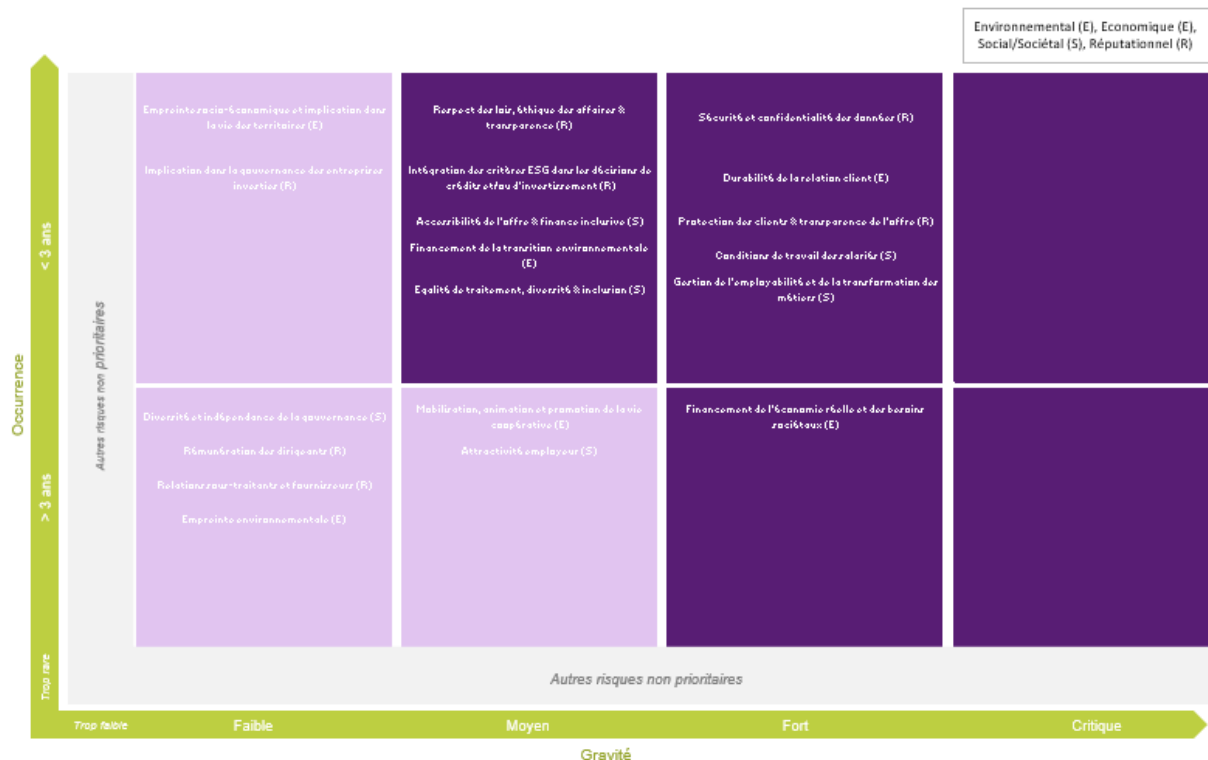 Environnemental (E), Economique (E),
Social/Sociétal (S), Réputationnel (R)
Empreinte socio-économique et implication dans
la vie des territoires (E)
Implication dans la gouvernance des entreprises
investies (R)
Respect des lois, éthique des affaires &
transparence (R)
Intégration des critères ESG dans les décisions de
crédits et/ou d'investissement (R)
Accessibilité de l'offre & finance inclusive (S)
Financement de la transition environnementale
(E)
Egalité de traitement, diversité & inclusion (S)
Sécurité et confidentialité des données (R)
Durabilité de la relation client (E)
Protection des clients & transparence de l'offre (R)
Conditions de travail des salariés (S)
Gestion de l'employabilité et de la transformation des
métiers (S)
Diversité et indépendance de la gouvernance (S)
Rémunération des dirigeants (R)
Relations sous-traitants et fournisseurs (R)
Empreinte environnementale (E)
Mobilisation, animation et promotion de la vie
coopérative (E)
Attractivité employeur (S)
Financement de l'économie réelle et des besoins
sociétaux (E)
Occurrence
< 3 ans
> 3 ans
Trop rare
Autres risques non prioritaires
Autres risques non prioritaires
Trop faible
Faible
Moyen
Fort
Critique
Gravité